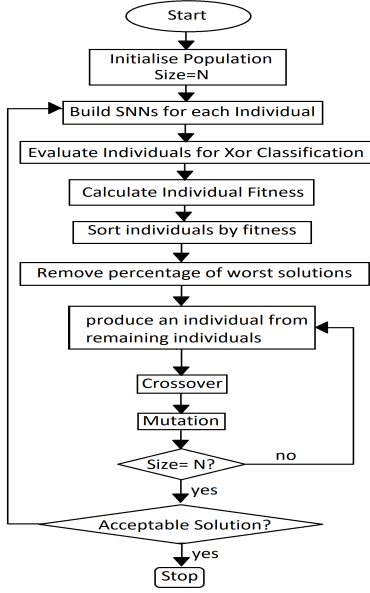 Start
Initialise Population
Size=N
Build SNNs for each Individual
Evaluate Individuals for Xor Classification
Calculate Individual Fitness
Sort individuals by fitness
Remove percentage of worst solutions
produce an individual from
remaining individuals
Crossover
Mutation
Size= N?
no
yes
Acceptable Solution?
yes
Stop